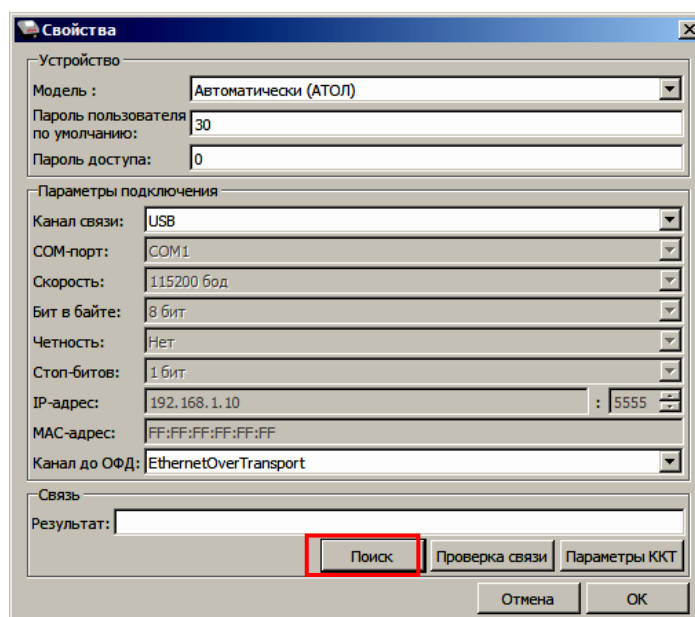 Свойства
Устройство
Модель :
Автоматически (АТОЛ)
Пароль пользователя
по умолчанию:
30
Пароль доступа:
0
Параметры подключения
Канал связи:
USB
COM-порт:
COM1
Скорость:
115200 бод
Бит в байте:
8 бит
Четность:
Нет
Стоп-битов:
1 бит
IP-адрес:
192.168.1.10 : 5555
MAC-адрес:
FF:FF:FF:FF:FF:FF
Канал до ОФД:
EthernetOverTransport
Связь
Результат:
Поиск
Проверка связи
Параметры ККТ
Отмена
ОК